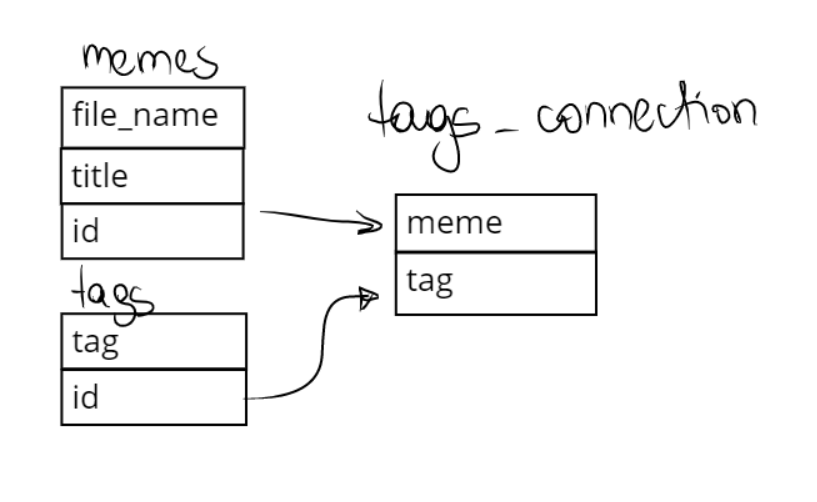 memes
file_name
title
id
tags
tag
id
tags_connection
meme
tag